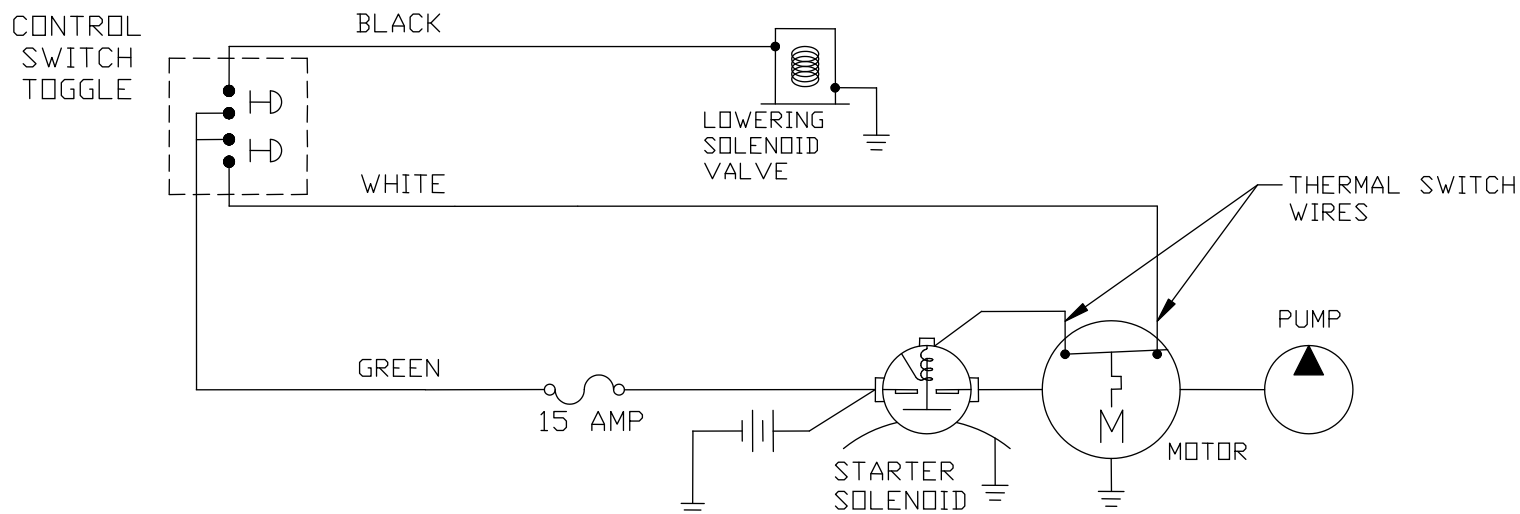 CONTROL
SWITCH
TOGGLE
BLACK
LOWERING
SOLENOID
VALVE
WHITE
THERMAL SWITCH
WIRES
PUMP
GREEN
15 AMP
M
MOTOR
STARTER
SOLENOID